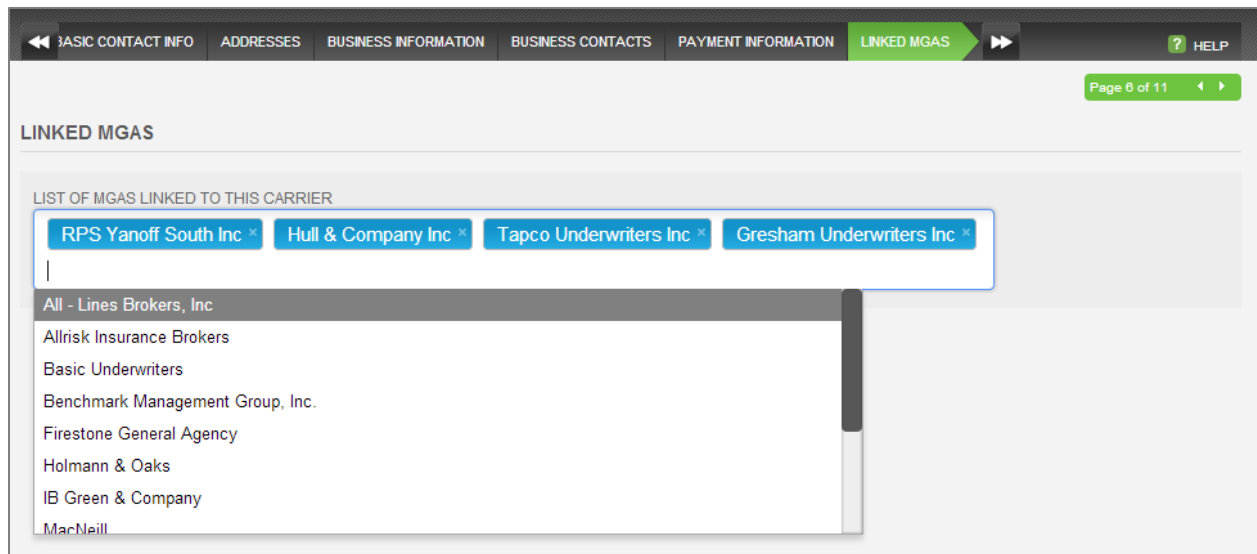 BASIC CONTACT INFO ADDRESSES BUSINESS INFORMATION BUSINESS CONTACTS PAYMENT INFORMATION LINKED MGAS ? HELP
Page 6 of 11
LINKED MGAS
LIST OF MGAS LINKED TO THIS CARRIER
RPS Yanoff South Inc × Hull & Company Inc × Tapco Underwriters Inc × Gresham Underwriters Inc ×
All - Lines Brokers, Inc
Allrisk Insurance Brokers
Basic Underwriters
Benchmark Management Group, Inc.
Firestone General Agency
Holmann & Oaks
IB Green & Company
MacNeill